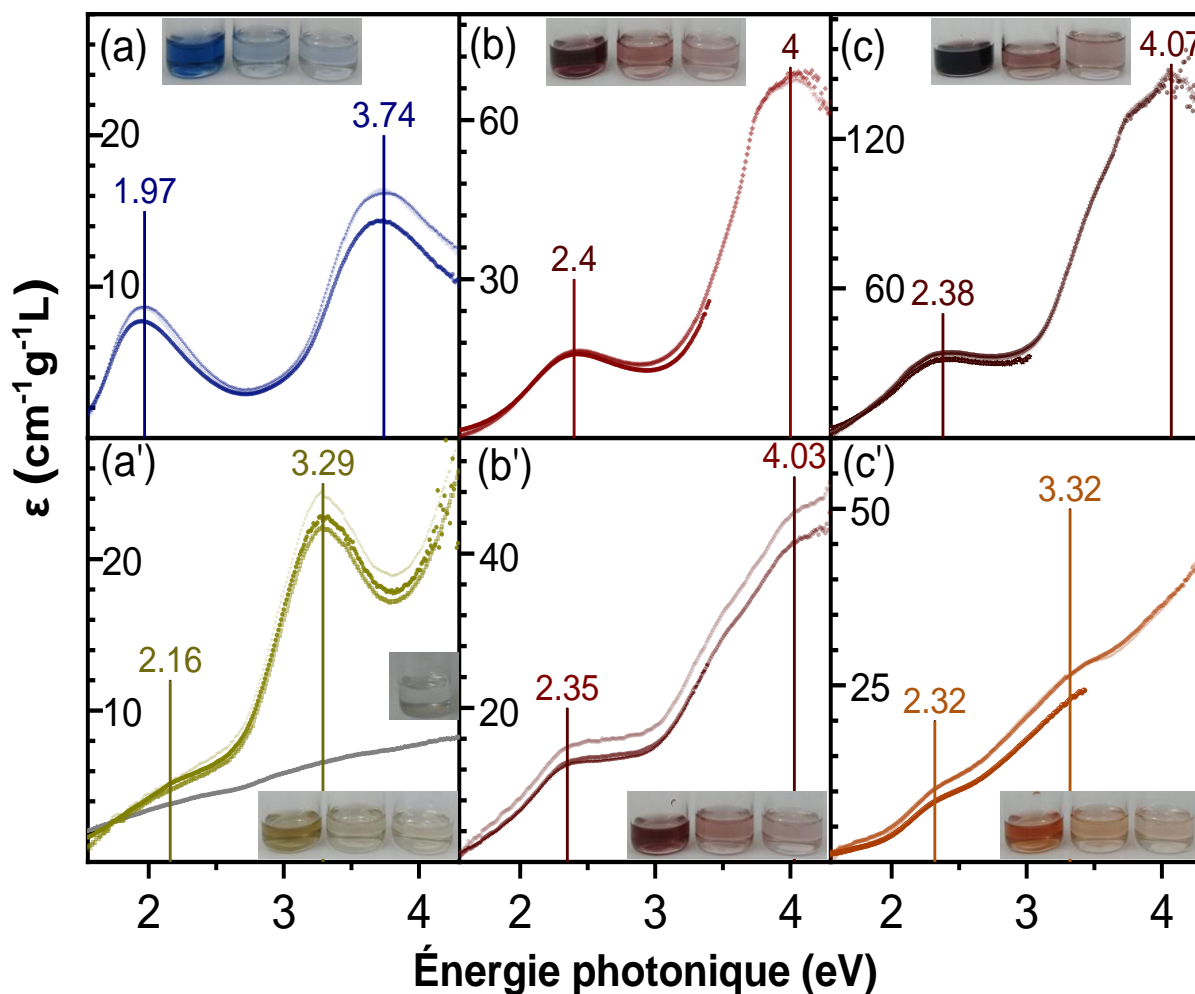 (a)
(b)
(c)
4.07
4
3.74
60
120
20
1.97
2.4
30
2.38
60
10
ε (cm⁻¹g⁻¹L)
(a')
(b')
(c')
3.29
4.03
3.32
50
20
40
2.16
10
2.35
20
2.32
25
2 3 4 2 3 4 2 3 4
Énergie photonique (eV)